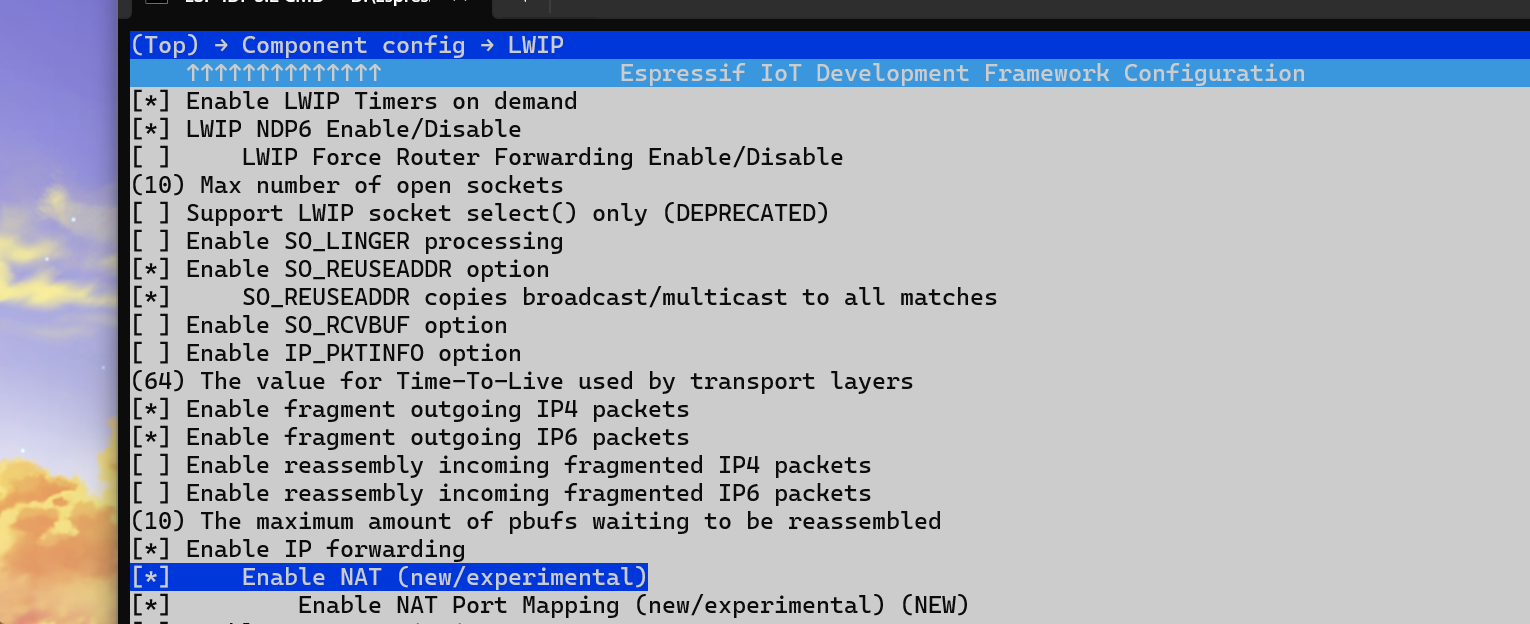 (Top) → Component config → LWIP
↑↑↑↑↑↑↑↑↑↑↑↑↑↑ Espressif IoT Development Framework Configuration
[*] Enable LWIP Timers on demand
[*] LWIP NDP6 Enable/Disable
[ ] LWIP Force Router Forwarding Enable/Disable
(10) Max number of open sockets
[ ] Support LWIP socket select() only (DEPRECATED)
[ ] Enable SO_LINGER processing
[*] Enable SO_REUSEADDR option
[*] SO_REUSEADDR copies broadcast/multicast to all matches
[ ] Enable SO_RCVBUF option
[ ] Enable IP_PKTINFO option
(64) The value for Time-To-Live used by transport layers
[*] Enable fragment outgoing IP4 packets
[*] Enable fragment outgoing IP6 packets
[ ] Enable reassembly incoming fragmented IP4 packets
[ ] Enable reassembly incoming fragmented IP6 packets
(10) The maximum amount of pbufs waiting to be reassembled
[*] Enable IP forwarding
[*] Enable NAT (new/experimental)
[*] Enable NAT Port Mapping (new/experimental) (NEW)